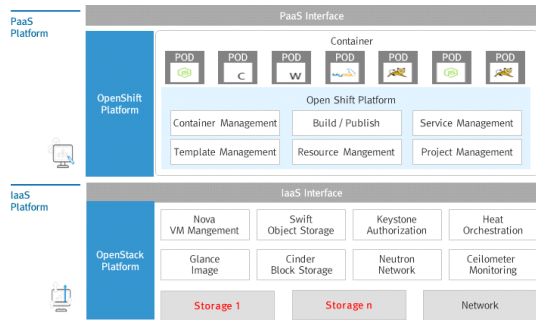 PaaS Interface
PaaS
Platform
Container
POD POD POD POD POD POD POD
C W MySQL
OpenShift
Platform
Open Shift Platform
Container Management Build / Publish Service Management
Template Management Resource Mangement Project Management
IaaS Interface
IaaS
Platform
Nova Swift Keystone Heat
VM Mangement Object Storage Authorization Orchestration
OpenStack
Platform
Glance Cinder Neutron Ceilometer
Image Block Storage Network Monitoring
Storage 1 Storage n Network